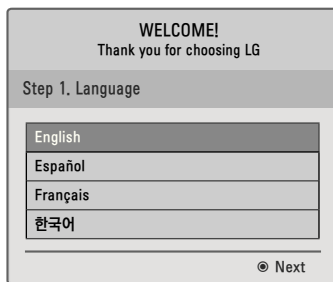 WELCOME!
Thank you for choosing LG
Step 1. Language
English
Español
Français
한국어
◉ Next